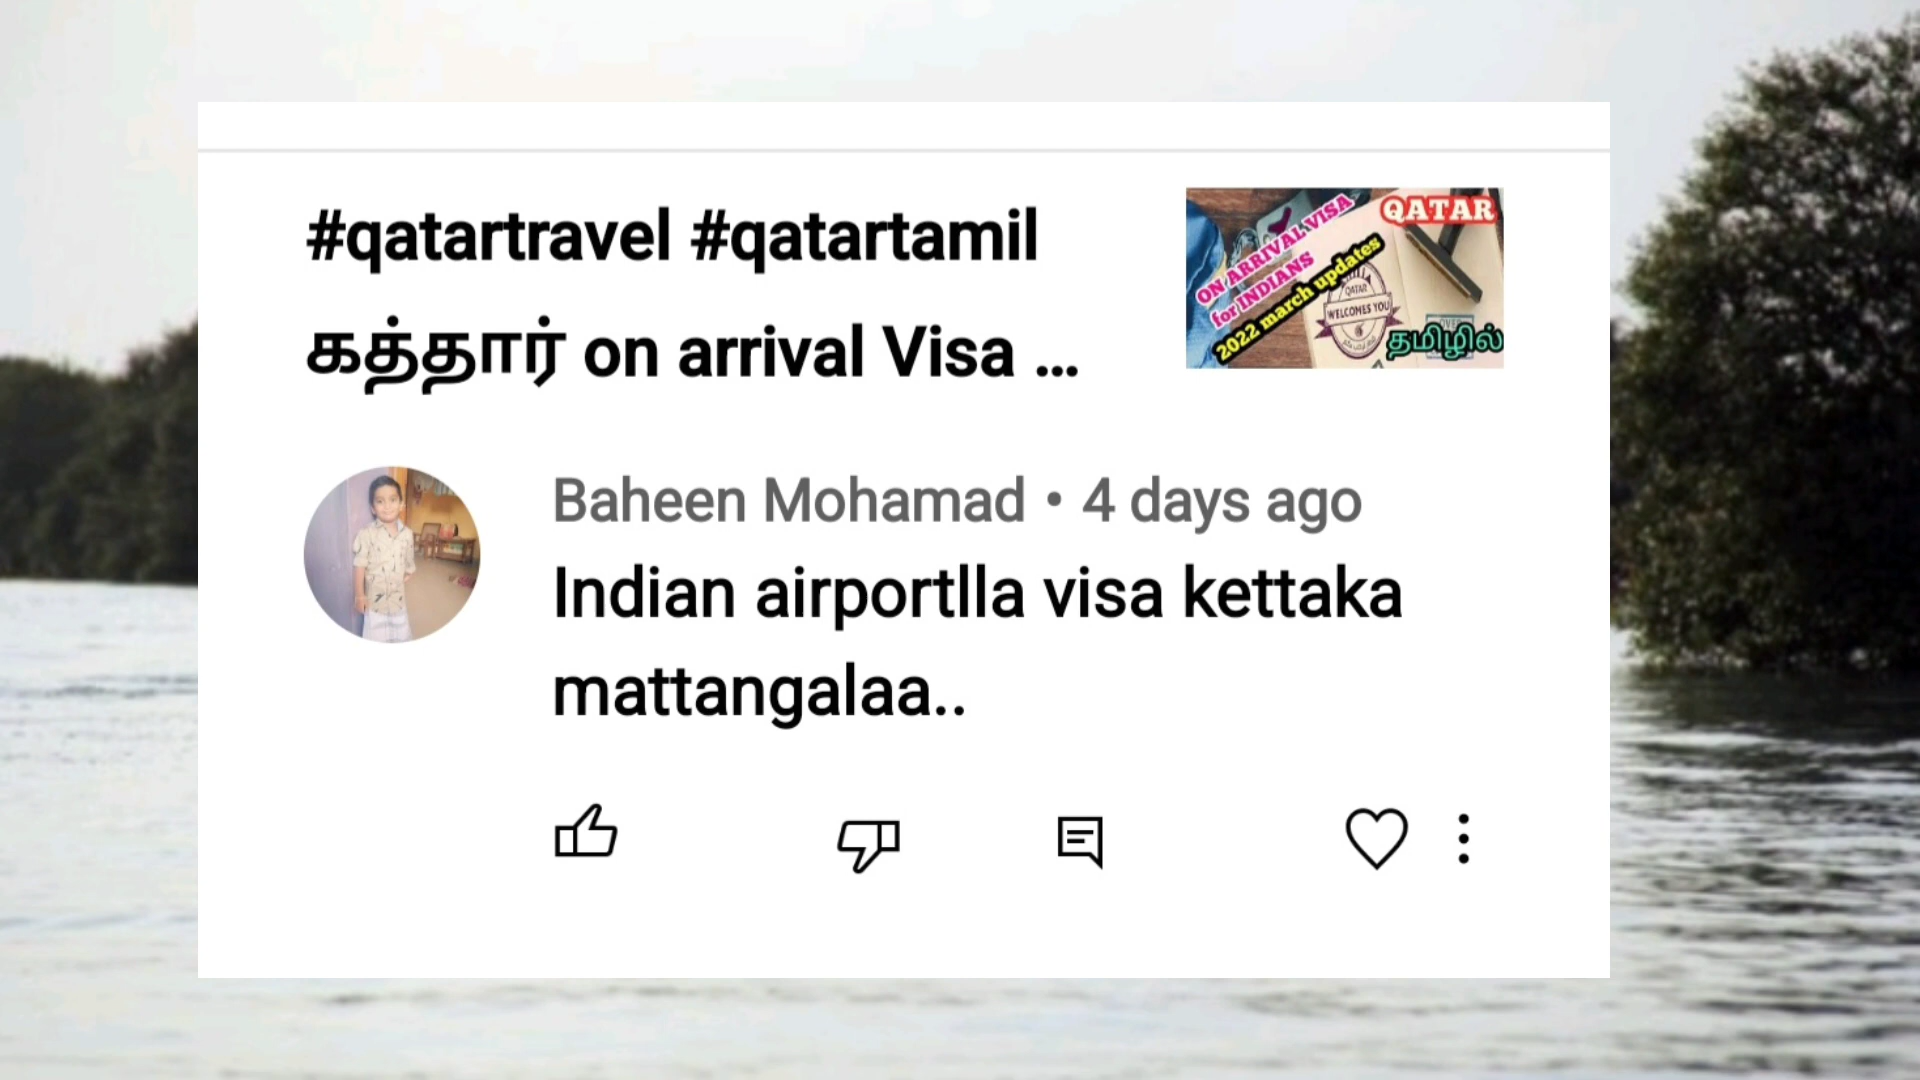 #qatartravel #qatartamil
கத்தார் on arrival Visa ...
QATAR
ON ARRIVAL VISA
for INDIANS
2022 march updates
QATAR
WELCOMES YOU
தமிழில்
Baheen Mohamad • 4 days ago
Indian airportlla visa kettaka
mattangalaa..